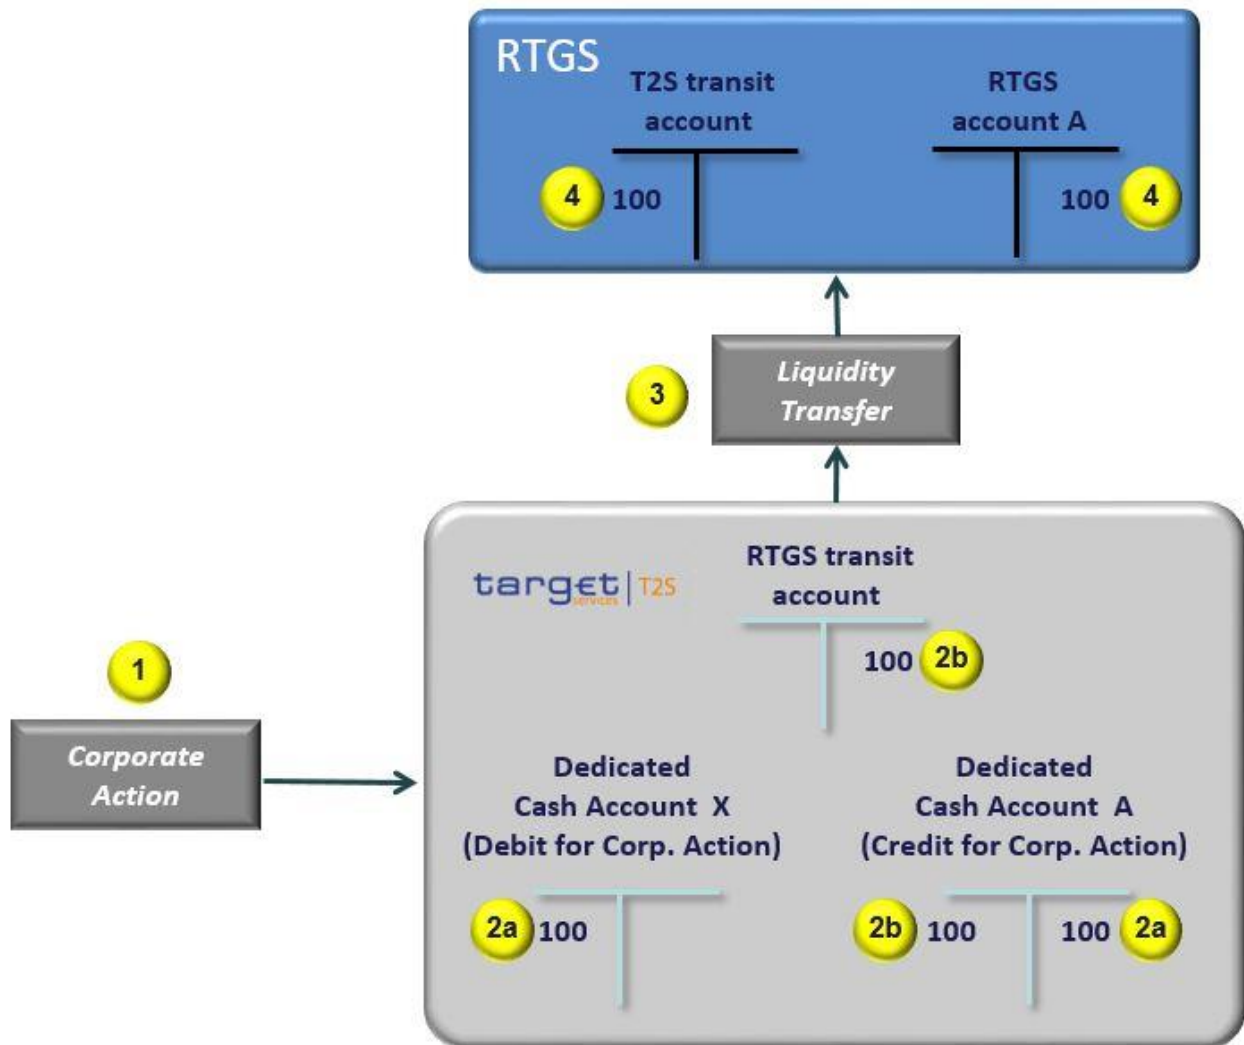 RTGS
T2S transit
account
RTGS
account A
4 100
100 4
3
Liquidity
Transfer
target services | T2S
RTGS transit
account
100 2b
1
Corporate
Action
Dedicated
Cash Account X
(Debit for Corp. Action)
Dedicated
Cash Account A
(Credit for Corp. Action)
2a 100
2b 100
100 2a